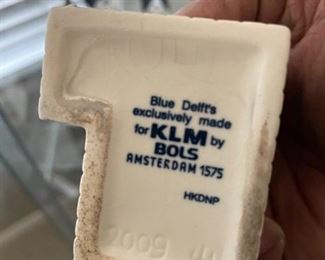 Blue Delft's
exclusively made
for KLM by
BOLS
AMSTERDAM 1575
HKDNP
2009